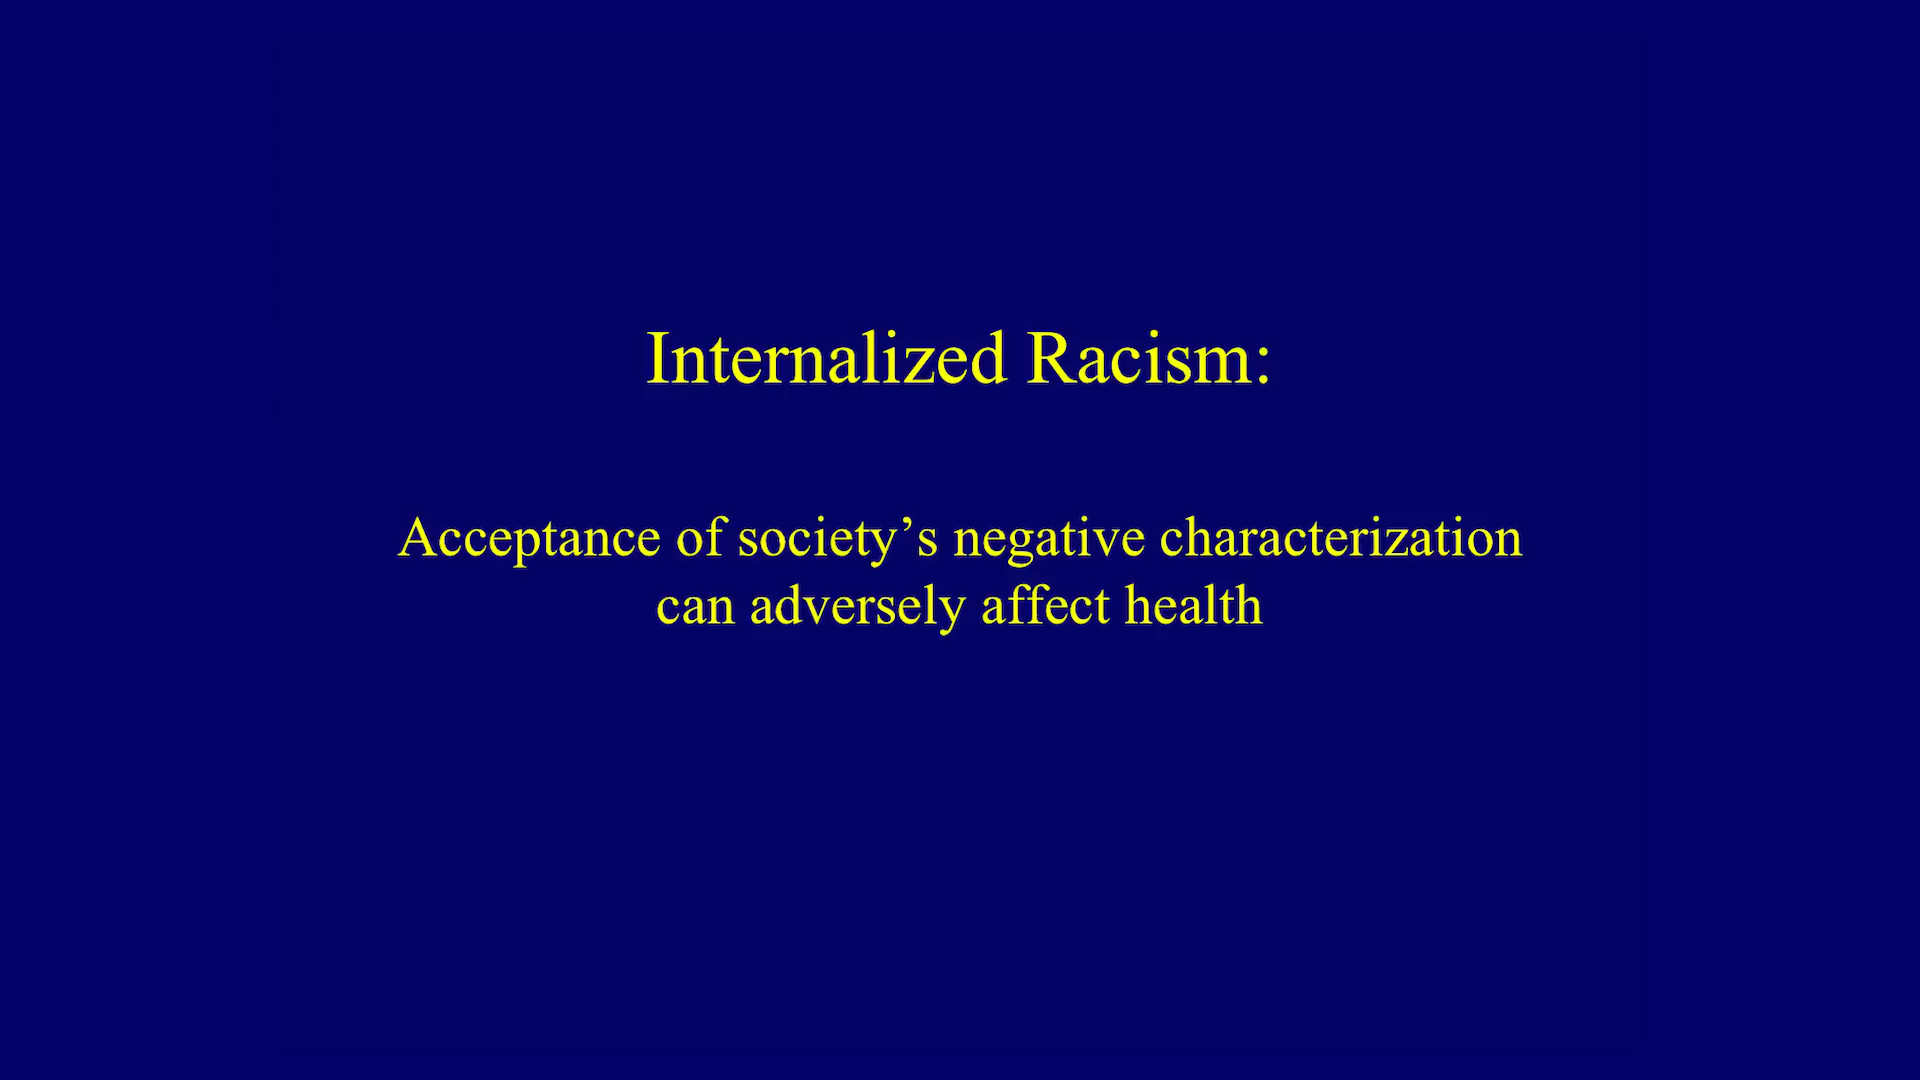 Internalized Racism:
Acceptance of society’s negative characterization
can adversely affect health